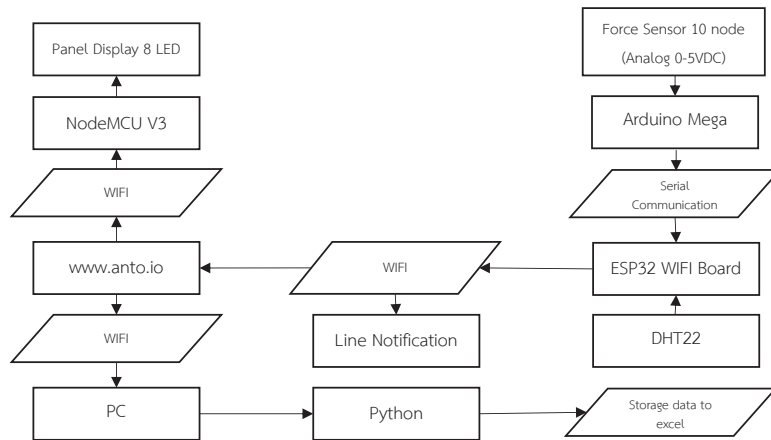 Panel Display 8 LED
Force Sensor 10 node
(Analog 0-5VDC)
NodeMCU V3
Arduino Mega
WIFI
Serial
Communication
www.anto.io
WIFI
ESP32 WIFI Board
WIFI
Line Notification
DHT22
PC
Python
Storage data to
excel